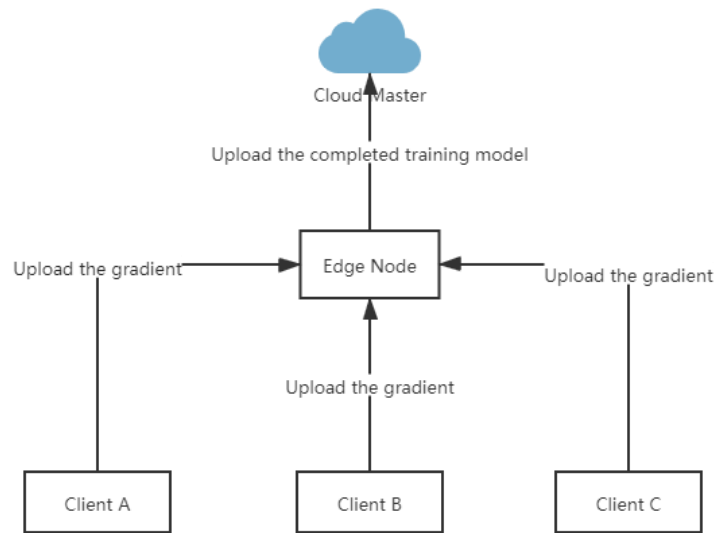 Cloud Master
Upload the completed training model
Edge Node
Upload the gradient
Upload the gradient
Upload the gradient
Client A
Client B
Client C